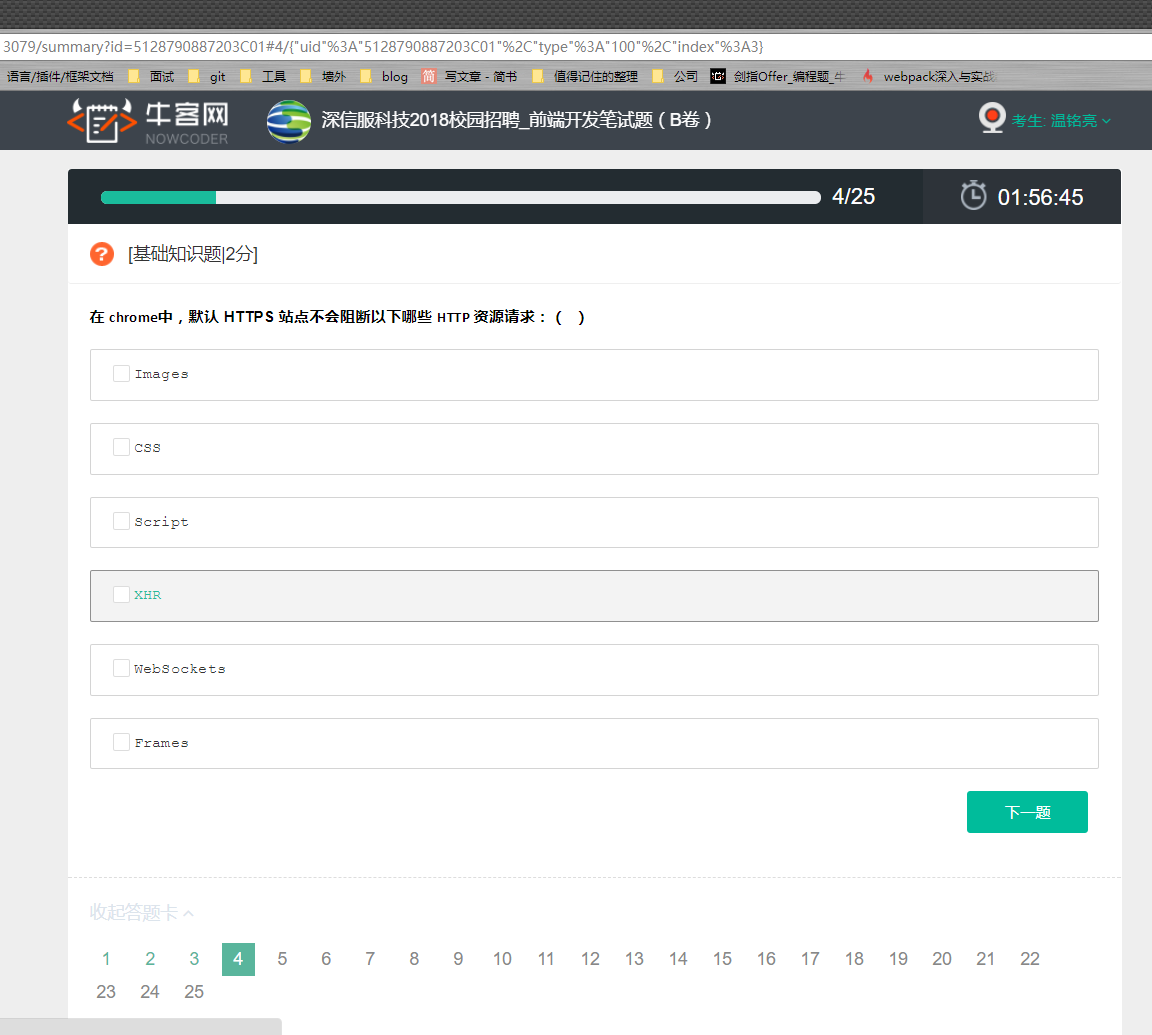 3079/summary?id=5128790887203C01#4/{"uid"%3A"5128790887203C01"%2C"type"%3A"100"%2C"index"%3A3}
语言/插件/框架文档 面试 git 工具 墙外 blog 简 写文章 - 简书 值得记住的整理 公司 剑指Offer_编程题_牛 webpack深入与实战
牛客网
NOWCODER
深信服科技2018校园招聘_前端开发笔试题（B卷）
考生: 温铭亮
4/25
01:56:45
? [基础知识题|2分]
在 chrome中，默认 HTTPS 站点不会阻断以下哪些 HTTP 资源请求：（ ）
Images
CSS
Script
XHR
WebSockets
Frames
下一题
收起答题卡
1 2 3 4 5 6 7 8 9 10 11 12 13 14 15 16 17 18 19 20 21 22
23 24 25